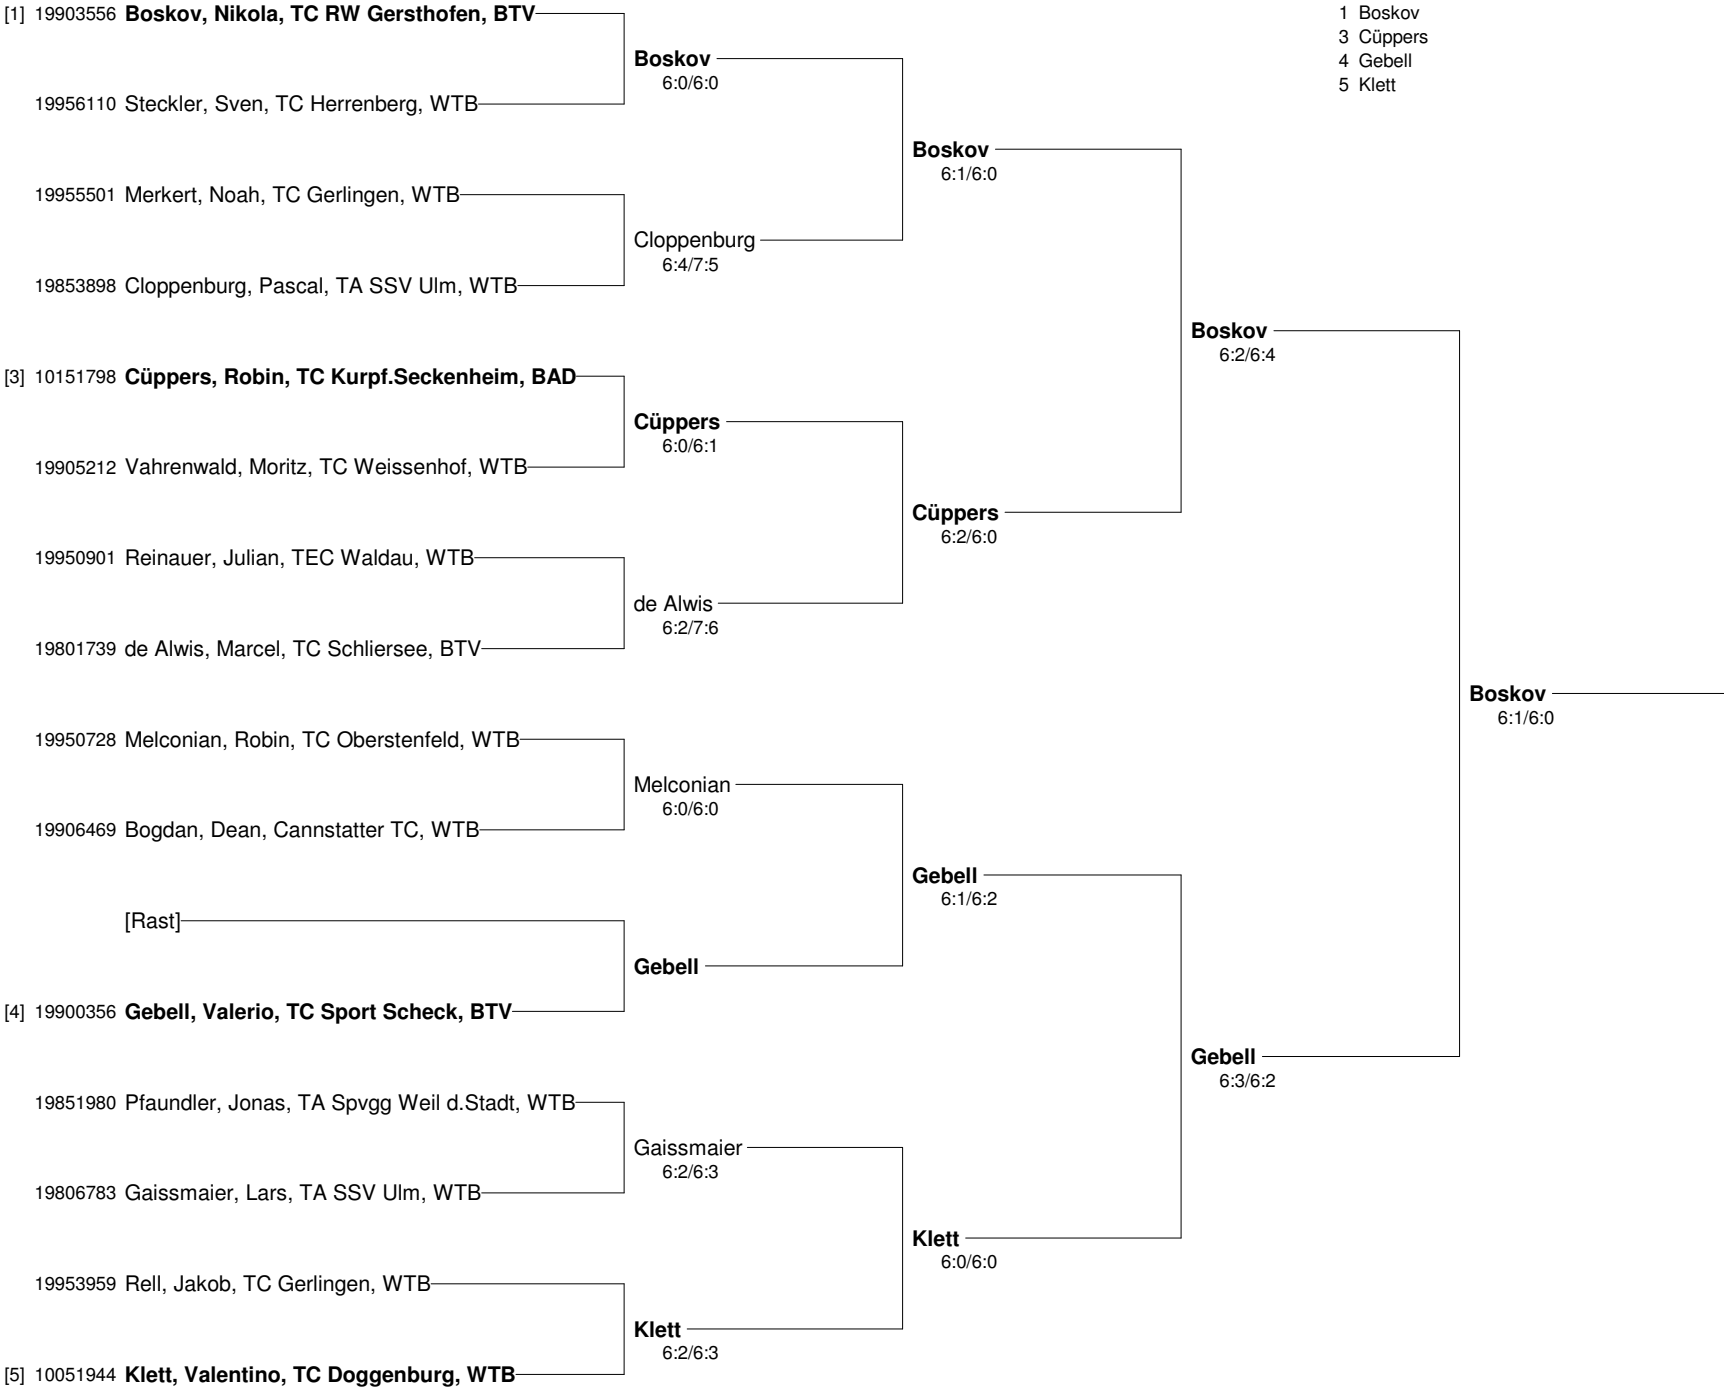 [1] 19903556 Boskov, Nikola, TC RW Gersthofen, BTV
1 Boskov
3 Cüppers
4 Gebell
5 Klett
Boskov
6:0/6:0
19956110 Steckler, Sven, TC Herrenberg, WTB
Boskov
6:1/6:0
19955501 Merkert, Noah, TC Gerlingen, WTB
Cloppenburg
6:4/7:5
19853898 Cloppenburg, Pascal, TA SSV Ulm, WTB
Boskov
6:2/6:4
[3] 10151798 Cüppers, Robin, TC Kurpf.Seckenheim, BAD
Cüppers
6:0/6:1
19905212 Vahrenwald, Moritz, TC Weissenhof, WTB
Cüppers
6:2/6:0
19950901 Reinauer, Julian, TEC Waldau, WTB
de Alwis
6:2/7:6
19801739 de Alwis, Marcel, TC Schliersee, BTV
Boskov
6:1/6:0
19950728 Melconian, Robin, TC Oberstenfeld, WTB
Melconian
6:0/6:0
19906469 Bogdan, Dean, Cannstatter TC, WTB
Gebell
6:1/6:2
[Rast]
Gebell
[4] 19900356 Gebell, Valerio, TC Sport Scheck, BTV
Gebell
6:3/6:2
19851980 Pfaundler, Jonas, TA Spvgg Weil d.Stadt, WTB
Gaissmaier
6:2/6:3
19806783 Gaissmaier, Lars, TA SSV Ulm, WTB
Klett
6:0/6:0
19953959 Rell, Jakob, TC Gerlingen, WTB
Klett
6:2/6:3
[5] 10051944 Klett, Valentino, TC Doggenburg, WTB